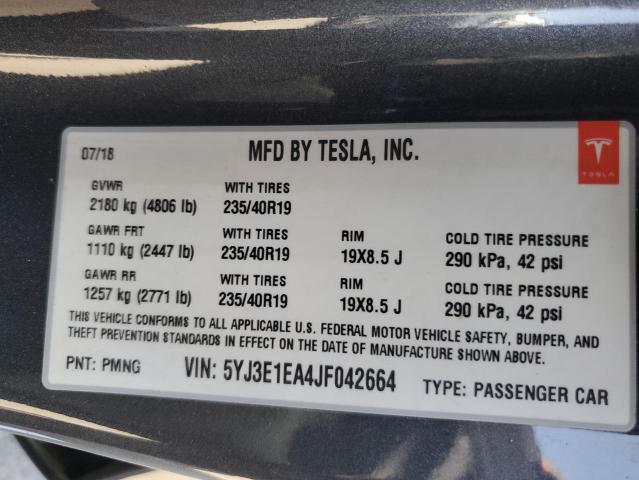 07/18 MFD BY TESLA, INC.
TESLA
GVWR WITH TIRES
2180 kg (4806 lb) 235/40R19
GAWR FRT WITH TIRES RIM COLD TIRE PRESSURE
1110 kg (2447 lb) 235/40R19 19X8.5 J 290 kPa, 42 psi
GAWR RR WITH TIRES RIM COLD TIRE PRESSURE
1257 kg (2771 lb) 235/40R19 19X8.5 J 290 kPa, 42 psi
THIS VEHICLE CONFORMS TO ALL APPLICABLE U.S. FEDERAL MOTOR VEHICLE SAFETY, BUMPER, AND
THEFT PREVENTION STANDARDS IN EFFECT ON THE DATE OF MANUFACTURE SHOWN ABOVE.
PNT: PMNG VIN: 5YJ3E1EA4JF042664 TYPE: PASSENGER CAR